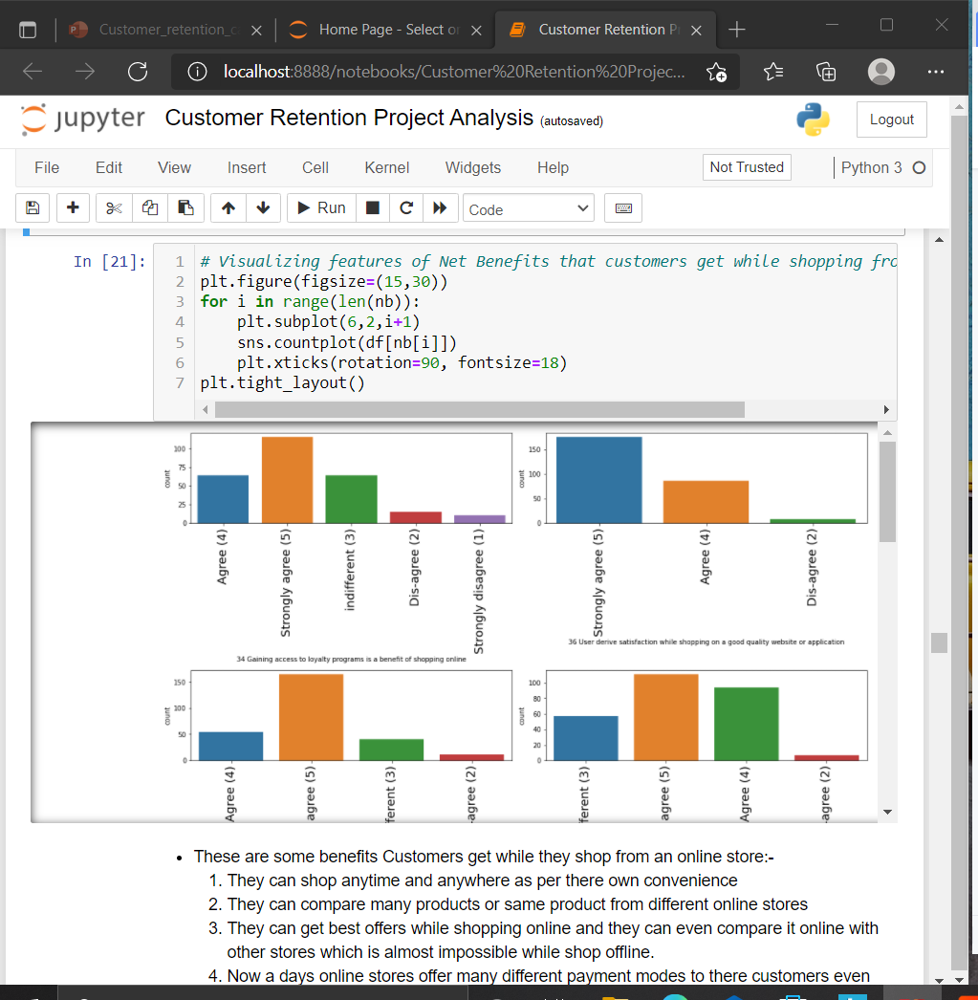 Customer_retention_c
Home Page - Select or
Customer Retention P
localhost:8888/notebooks/Customer%20Retention%20Projec...
jupyter Customer Retention Project Analysis (autosaved)
Logout
File Edit View Insert Cell Kernel Widgets Help
Not Trusted
Python 3
Run
Code
In [21]:
1 # Visualizing features of Net Benefits that customers get while shopping fro
2 plt.figure(figsize=(15,30))
3 for i in range(len(nb)):
4 plt.subplot(6,2,i+1)
5 sns.countplot(df[nb[i]])
6 plt.xticks(rotation=90, fontsize=18)
7 plt.tight_layout()
count
100
75
50
25
0
Agree (4)
Strongly agree (5)
indifferent (3)
Dis-agree (2)
Strongly disagree (1)
34 Gaining access to loyalty programs is a benefit of shopping online
count
150
100
50
0
Strongly agree (5)
Agree (4)
Dis-agree (2)
36 User derive satisfaction while shopping on a good quality website or application
count
150
100
50
0
Agree (4)
agree (5)
ferent (3)
-agree (2)
count
100
80
60
40
20
0
ferent (3)
agree (5)
Agree (4)
-agree (2)
• These are some benefits Customers get while they shop from an online store:-
1. They can shop anytime and anywhere as per there own convenience
2. They can compare many products or same product from different online stores
3. They can get best offers while shopping online and they can even compare it online with
other stores which is almost impossible while shop offline.
4. Now a days online stores offer many different payment modes to there customers even